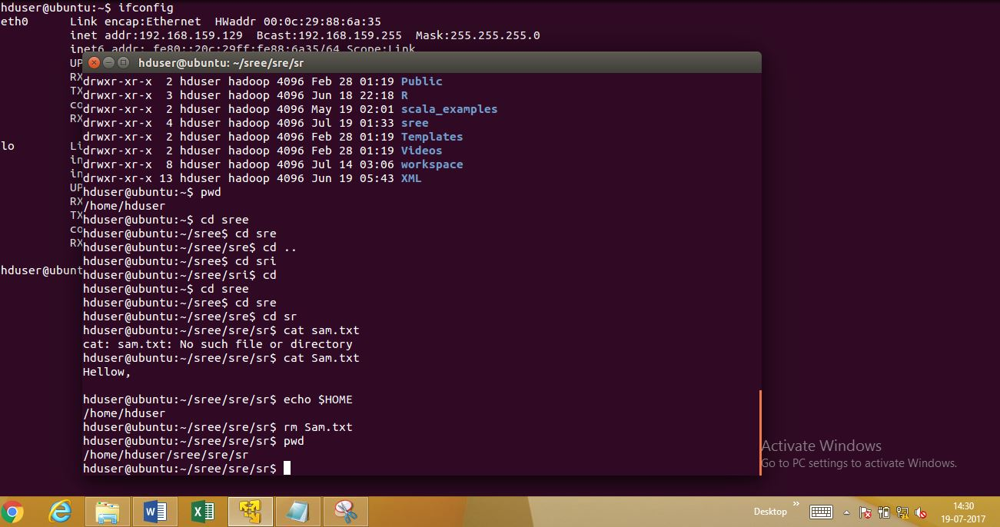 hduser@ubuntu:~$ ifconfig
eth0      Link encap:Ethernet  HWaddr 00:0c:29:88:6a:35
          inet addr:192.168.159.129  Bcast:192.168.159.255  Mask:255.255.255.0
          inet6 addr: fe80::20c:29ff:fe88:6a35/64 Scope:Link
UP
RX
TX
co
RX
lo        Li
in
in
UP
RX
TX
co
RX
hduser@ubunt
hduser@ubuntu: ~/sree/sre/sr
drwxr-xr-x  2 hduser hadoop 4096 Feb 28 01:19 Public
drwxr-xr-x  3 hduser hadoop 4096 Jun 18 22:18 R
drwxr-xr-x  2 hduser hadoop 4096 May 19 02:01 scala_examples
drwxr-xr-x  4 hduser hadoop 4096 Jul 19 01:33 sree
drwxr-xr-x  2 hduser hadoop 4096 Feb 28 01:19 Templates
drwxr-xr-x  2 hduser hadoop 4096 Feb 28 01:19 Videos
drwxr-xr-x  8 hduser hadoop 4096 Jul 14 03:06 workspace
drwxr-xr-x 13 hduser hadoop 4096 Jun 19 05:43 XML
hduser@ubuntu:~$ pwd
/home/hduser
hduser@ubuntu:~$ cd sree
hduser@ubuntu:~/sree$ cd sre
hduser@ubuntu:~/sree/sre$ cd ..
hduser@ubuntu:~/sree$ cd sri
hduser@ubuntu:~/sree/sri$ cd
hduser@ubuntu:~$ cd sree
hduser@ubuntu:~/sree$ cd sre
hduser@ubuntu:~/sree/sre$ cd sr
hduser@ubuntu:~/sree/sre/sr$ cat sam.txt
cat: sam.txt: No such file or directory
hduser@ubuntu:~/sree/sre/sr$ cat Sam.txt
Hellow,
hduser@ubuntu:~/sree/sre/sr$ echo $HOME
/home/hduser
hduser@ubuntu:~/sree/sre/sr$ rm Sam.txt
hduser@ubuntu:~/sree/sre/sr$ pwd
/home/hduser/sree/sre/sr
hduser@ubuntu:~/sree/sre/sr$
Activate Windows
Go to PC settings to activate Windows.
Desktop
14:30
19-07-2017